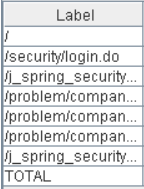 Label
/
/security/login.do
/j_spring_security...
/problem/compan...
/problem/compan...
/problem/compan...
/j_spring_security...
TOTAL